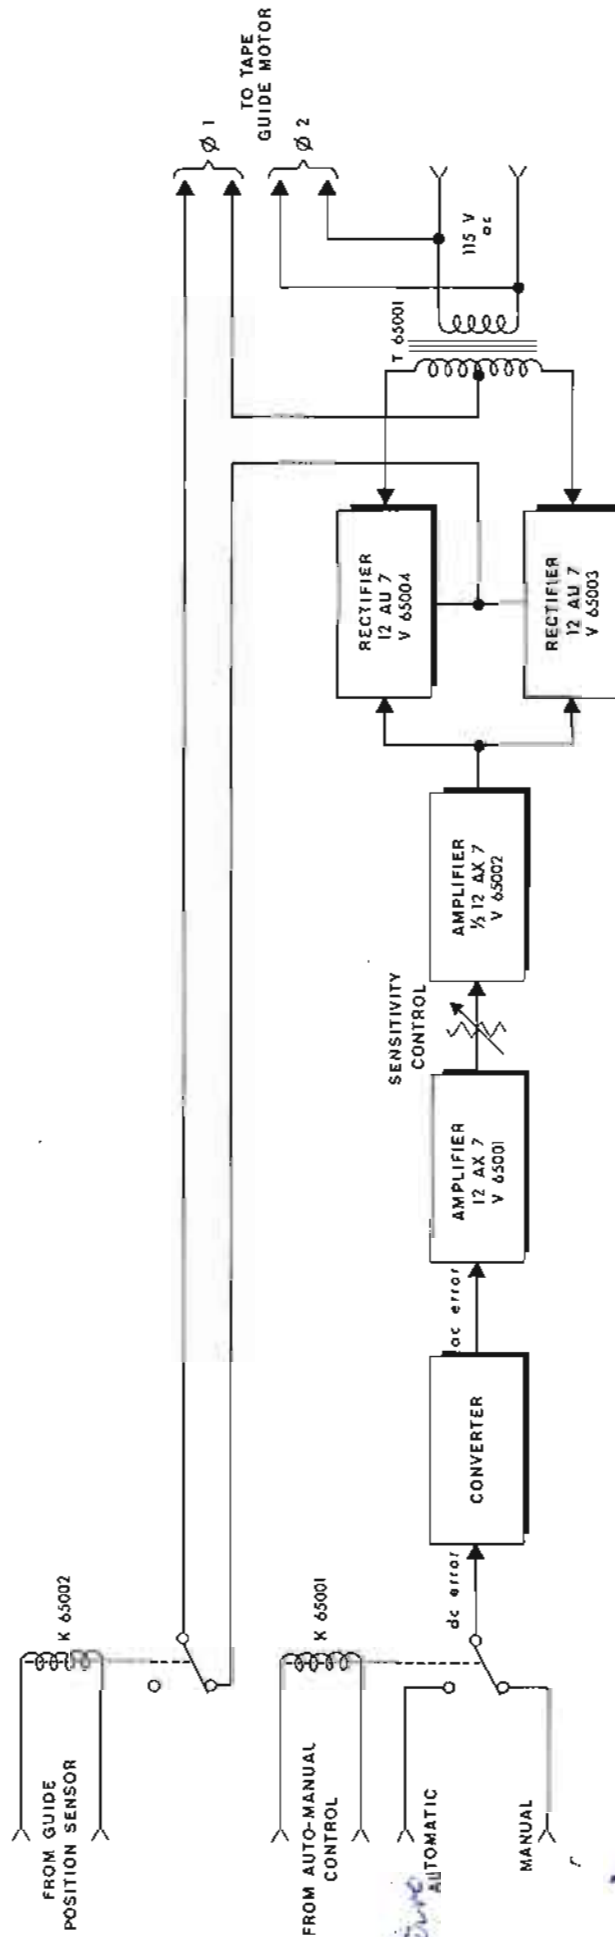 FROM GUIDE
POSITION SENSOR
K 65002
FROM AUTO-MANUAL
CONTROL
K 65001
AUTOMATIC
MANUAL
dc error
CONVERTER
ac error
AMPLIFIER
12 AX 7
V 65001
SENSITIVITY
CONTROL
AMPLIFIER
½ 12 AX 7
V 65002
RECTIFIER
12 AU 7
V 65004
RECTIFIER
12 AU 7
V 65003
T 65001
115 V
ac
Ø 1
TO TAPE
GUIDE MOTOR
Ø 2